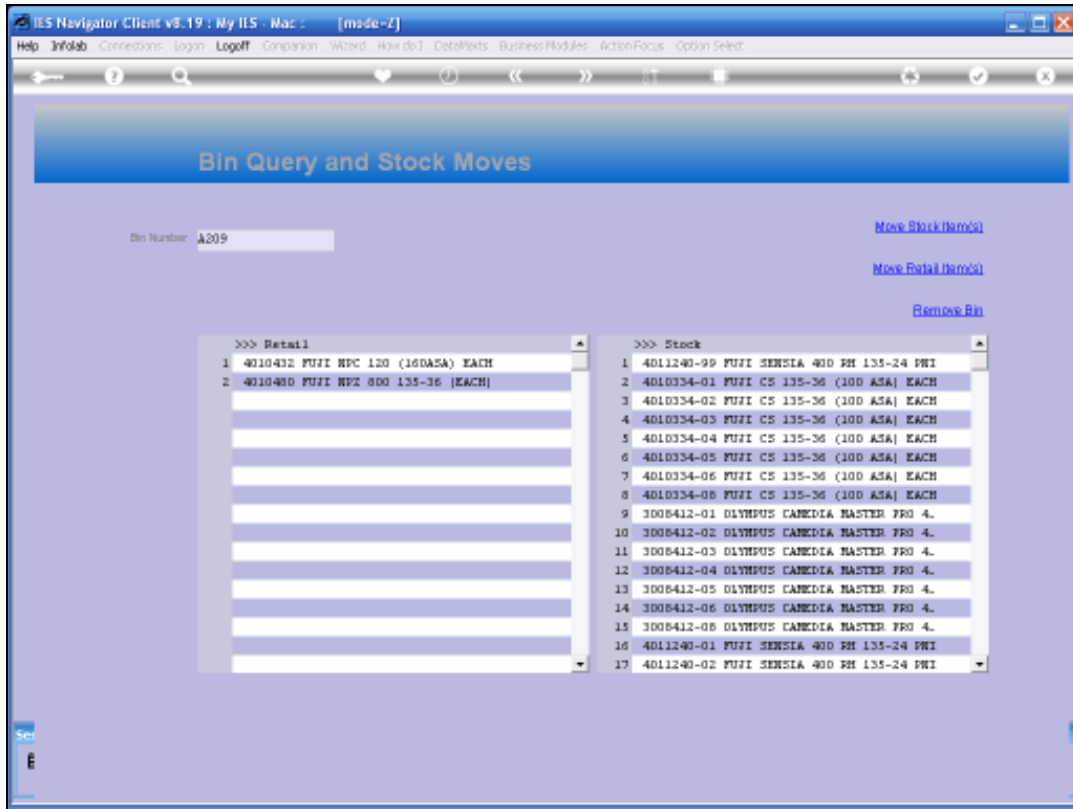 IES Navigator Client v8.19 : My IES - Mac : [mode=Z]
Help Infolab Connections Logon Logoff Companion Wizard How do I DataAlerts Business Modules Action Focus Option Select
Bin Query and Stock Moves
Move Stock Item(s)
Bin Number A209
Move Retail Item(s)
Remove Bin
>>> Retail
1 4010432 FUJI NPC 120 (160ASA) EACH
2 4010480 FUJI NPZ 800 135-36 (EACH)
>>> Stock
1 4011240-99 FUJI SENSIA 400 RH 135-24 PRI
2 4010334-01 FUJI CS 135-36 (100 ASA) EACH
3 4010334-02 FUJI CS 135-36 (100 ASA) EACH
4 4010334-03 FUJI CS 135-36 (100 ASA) EACH
5 4010334-04 FUJI CS 135-36 (100 ASA) EACH
6 4010334-05 FUJI CS 135-36 (100 ASA) EACH
7 4010334-06 FUJI CS 135-36 (100 ASA) EACH
8 4010334-08 FUJI CS 135-36 (100 ASA) EACH
9 3008412-01 OLYMPUS CAMEDIA MASTER PRO 4.
10 3008412-02 OLYMPUS CAMEDIA MASTER PRO 4.
11 3008412-03 OLYMPUS CAMEDIA MASTER PRO 4.
12 3008412-04 OLYMPUS CAMEDIA MASTER PRO 4.
13 3008412-05 OLYMPUS CAMEDIA MASTER PRO 4.
14 3008412-06 OLYMPUS CAMEDIA MASTER PRO 4.
15 3008412-08 OLYMPUS CAMEDIA MASTER PRO 4.
16 4011240-01 FUJI SENSIA 400 RH 135-24 PRI
17 4011240-02 FUJI SENSIA 400 RH 135-24 PRI
Ser